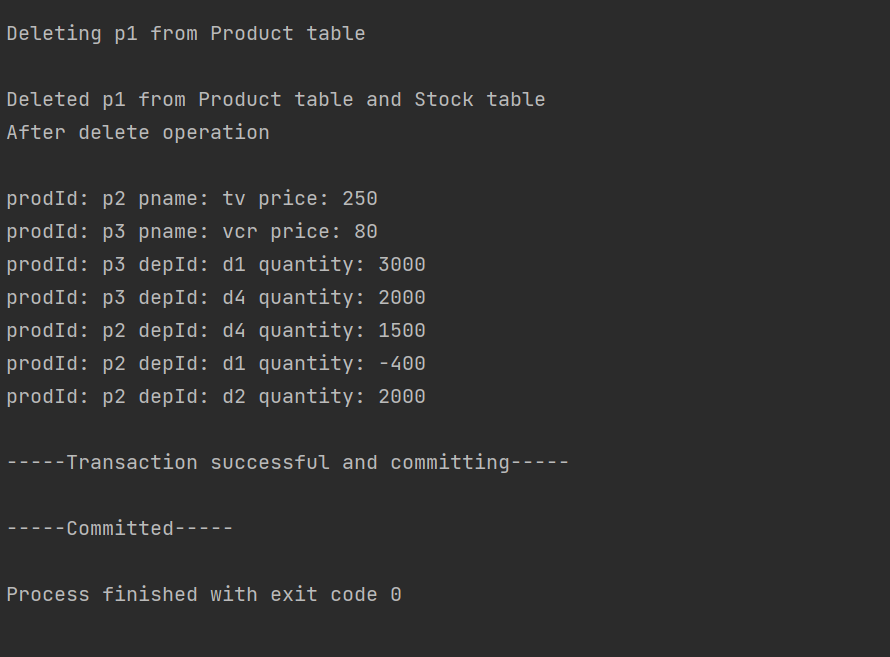 Deleting p1 from Product table
Deleted p1 from Product table and Stock table
After delete operation
prodId: p2 pname: tv price: 250
prodId: p3 pname: vcr price: 80
prodId: p3 depId: d1 quantity: 3000
prodId: p3 depId: d4 quantity: 2000
prodId: p2 depId: d4 quantity: 1500
prodId: p2 depId: d1 quantity: -400
prodId: p2 depId: d2 quantity: 2000
-----Transaction successful and committing-----
-----Committed-----
Process finished with exit code 0